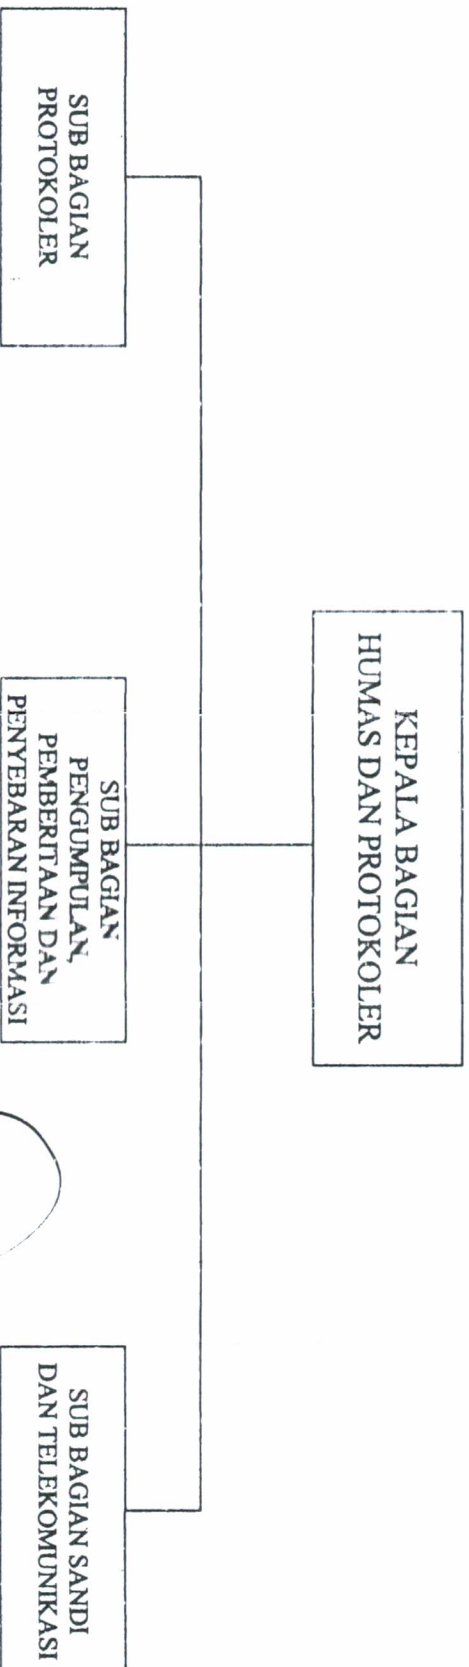 KEPALA BAGIAN
HUMAS DAN PROTOKOLER
SUB BAGIAN
PROTOKOLER
SUB BAGIAN
PENGUMPULAN,
PEMBERITAAN DAN
PENYEBARAN INFORMASI
SUB BAGIAN SANDI
DAN TELEKOMUNIKASI